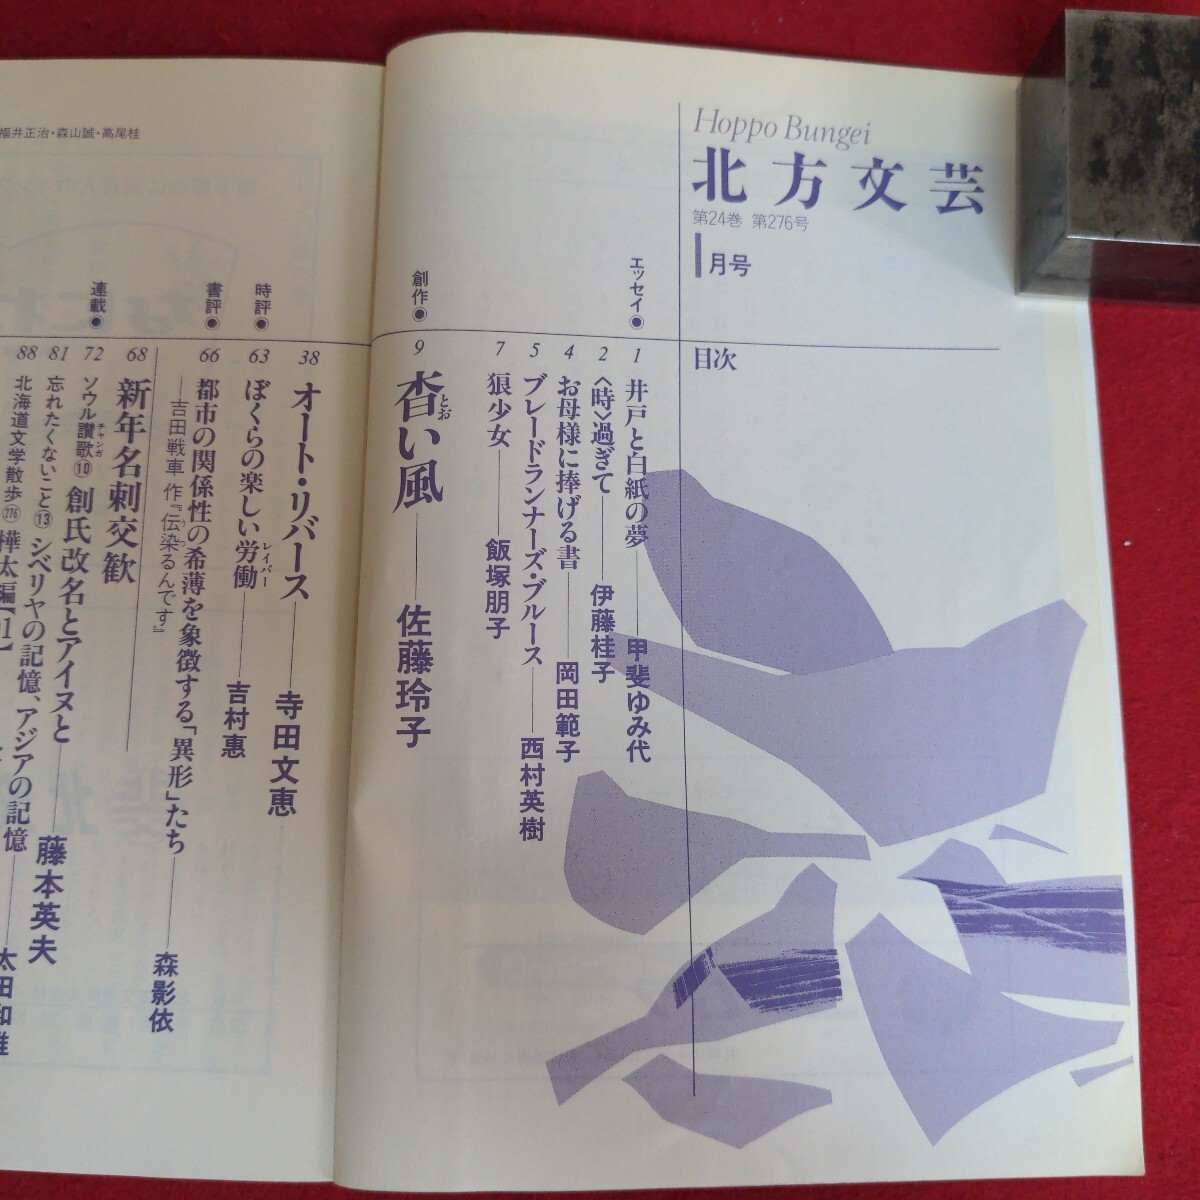 Hoppo Bungei
北方文芸
第24巻 第276号
1月号
目次
エッセイ●
1 井戸と白紙の夢――甲斐ゆみ代
2 〈時〉過ぎて――伊藤桂子
4 お母様に捧げる書――岡田範子
5 ブレードランナーズ・ブルース――西村英樹
7 狼少女――飯塚朋子
創作●
9 杳い風――佐藤玲子
とお
38 オート・リバース――寺田文恵
時評●
63 ぼくらの楽しい労働――吉村惠
レイバー
書評●
66 都市の関係性の希薄を象徴する「異形」たち――森影依
―吉田戦車 作『伝染るんです』
68 新年名刺交歓
連載●
72 ソウル讃歌⑩ 創氏改名とアイヌと――藤本英夫
チャンガ
81 忘れたくないこと⑬ シベリヤの記憶、アジアの記憶――太田和雄
88 北海道文学散歩(276) 樺太編
福井正治・森山誠・高尾桂